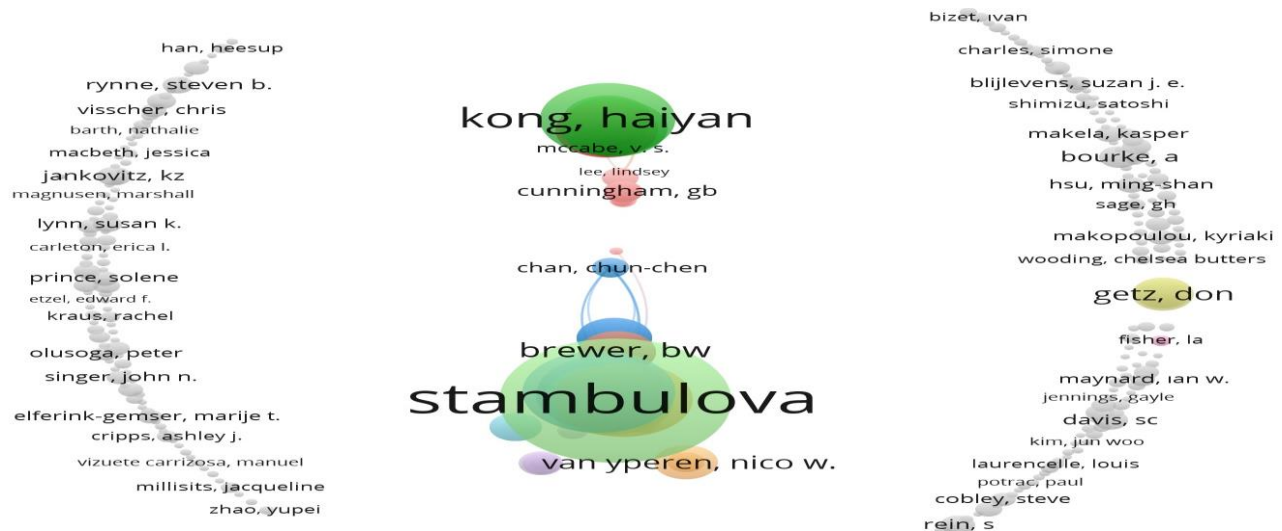 han, heesup
rynne, steven b.
visscher, chris
barth, nathalie
macbeth, jessica
jankovitz, kz
magnusen, marshall
lynn, susan k.
carleton, erica l.
prince, solene
etzel, edward f.
kraus, rachel
olusoga, peter
singer, john n.
elferink-gemser, marije t.
cripps, ashley j.
vizuete carrizosa, manuel
millisits, jacqueline
zhao, yupei
kong, haiyan
mccabe, v. s.
lee, lindsey
cunningham, gb
chan, chun-chen
brewer, bw
stambulova
van yperen, nico w.
bizet, ivan
charles, simone
blijlevens, suzan j. e.
shimizu, satoshi
makela, kasper
bourke, a
hsu, ming-shan
sage, gh
makopoulou, kyriaki
wooding, chelsea butters
getz, don
fisher, la
maynard, ian w.
jennings, gayle
davis, sc
kim, jun woo
laurencelle, louis
potrac, paul
cobley, steve
rein, s